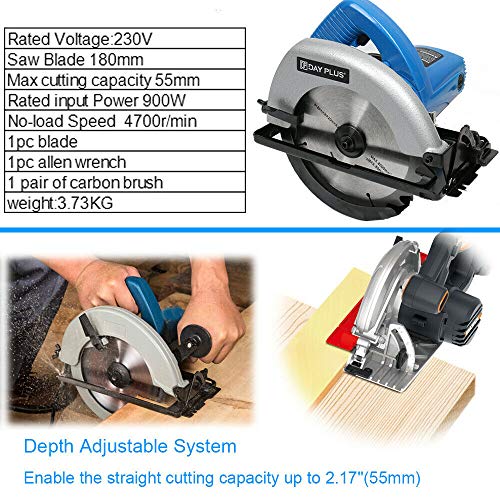 Rated Voltage:230V
Saw Blade 180mm
Max cutting capacity 55mm
Rated input Power 900W
No-load Speed 4700r/min
1pc blade
1pc allen wrench
1 pair of carbon brush
weight:3.73KG
DAY PLUS
Depth Adjustable System
Enable the straight cutting capacity up to 2.17"(55mm)